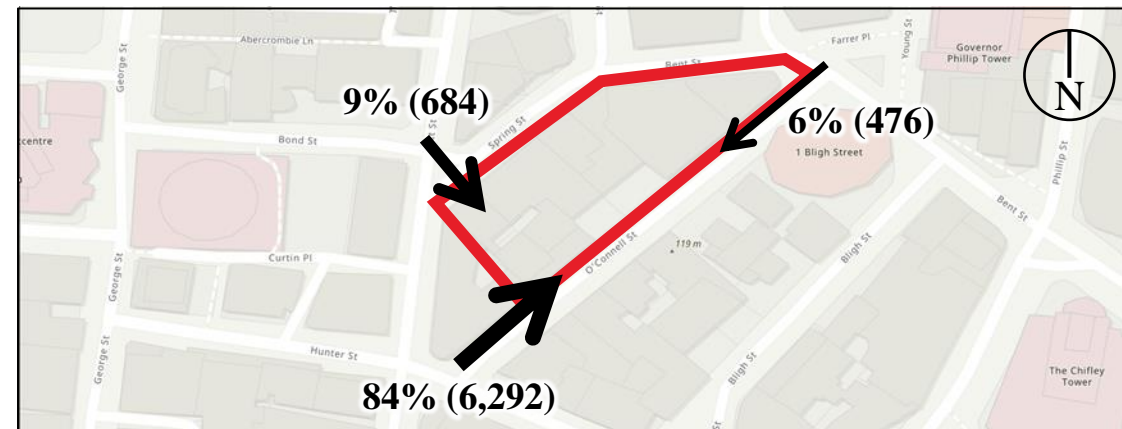 Abercrombie Ln
George St
Bent St
Farrer Pl
Young St
Governor
Phillip Tower
N
9% (684)
6% (476)
Spring St
Bond St
1 Bligh Street
Phillip St
centre
Bent St
O'Connell St
119 m
Bligh St
Curtin Pl
George St
Hunter St
George St
Bligh St
The Chifley
Tower
84% (6,292)